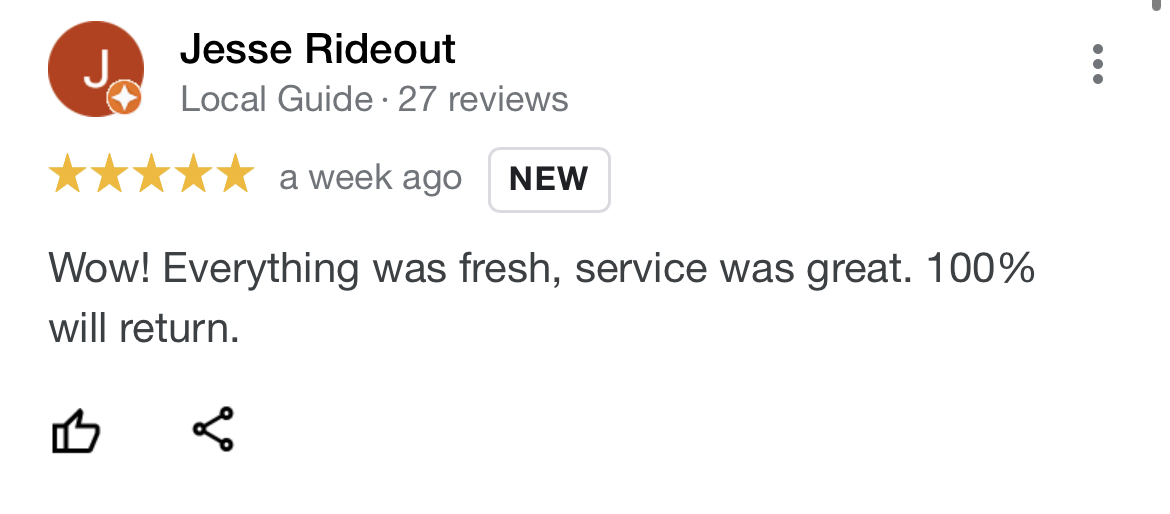 J
Jesse Rideout
Local Guide · 27 reviews
a week ago NEW
Wow! Everything was fresh, service was great. 100%
will return.